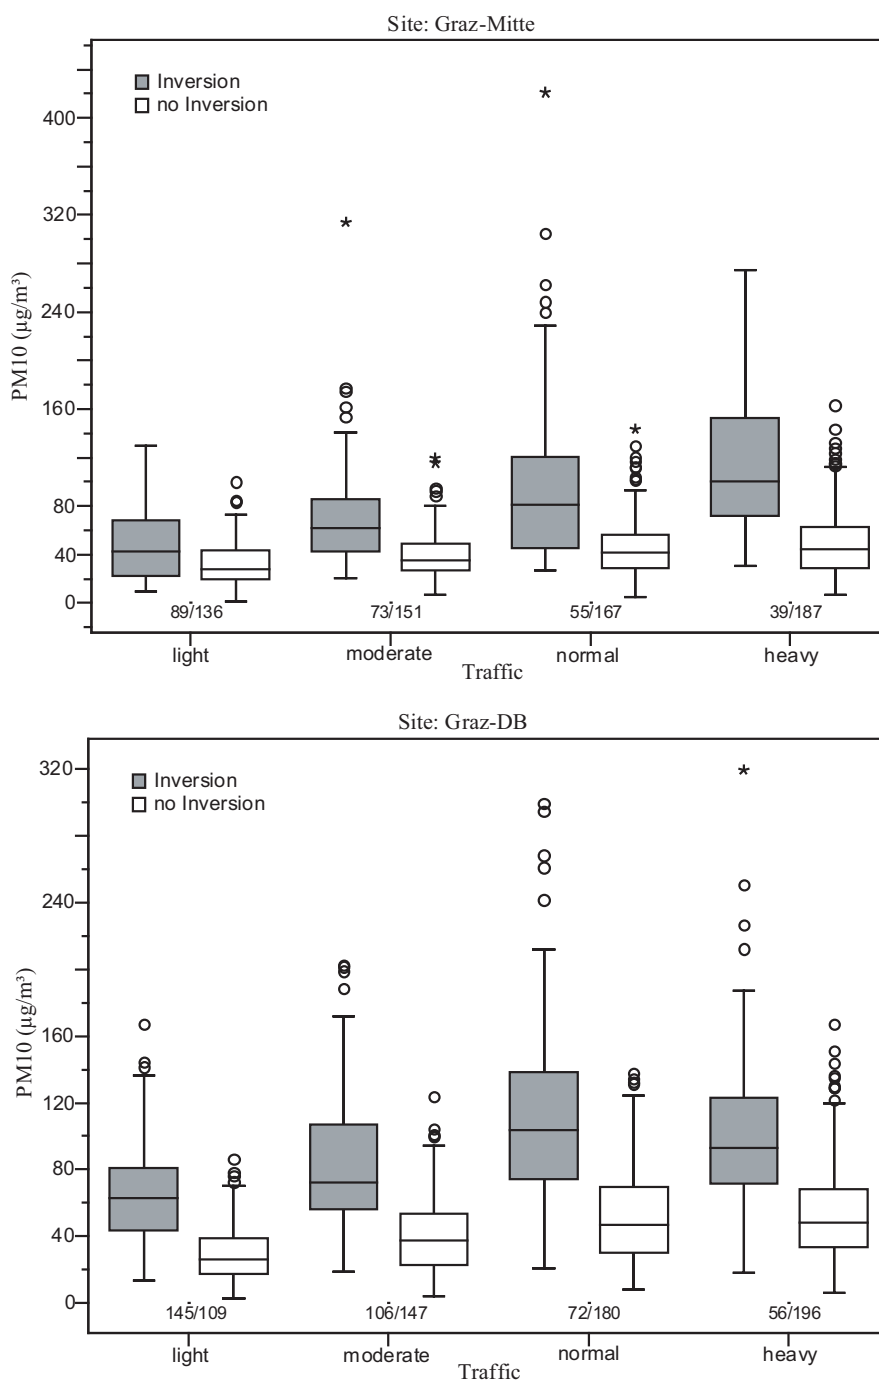 Site: Graz-Mitte
Inversion
no Inversion
400
320
240
160
80
40
0
PM10 (µg/m³)
89/136 73/151 55/167 39/187
light moderate normal heavy
Traffic
Site: Graz-DB
320
Inversion
no Inversion
240
160
120
80
40
0
PM10 (µg/m³)
145/109 106/147 72/180 56/196
light moderate normal heavy
Traffic